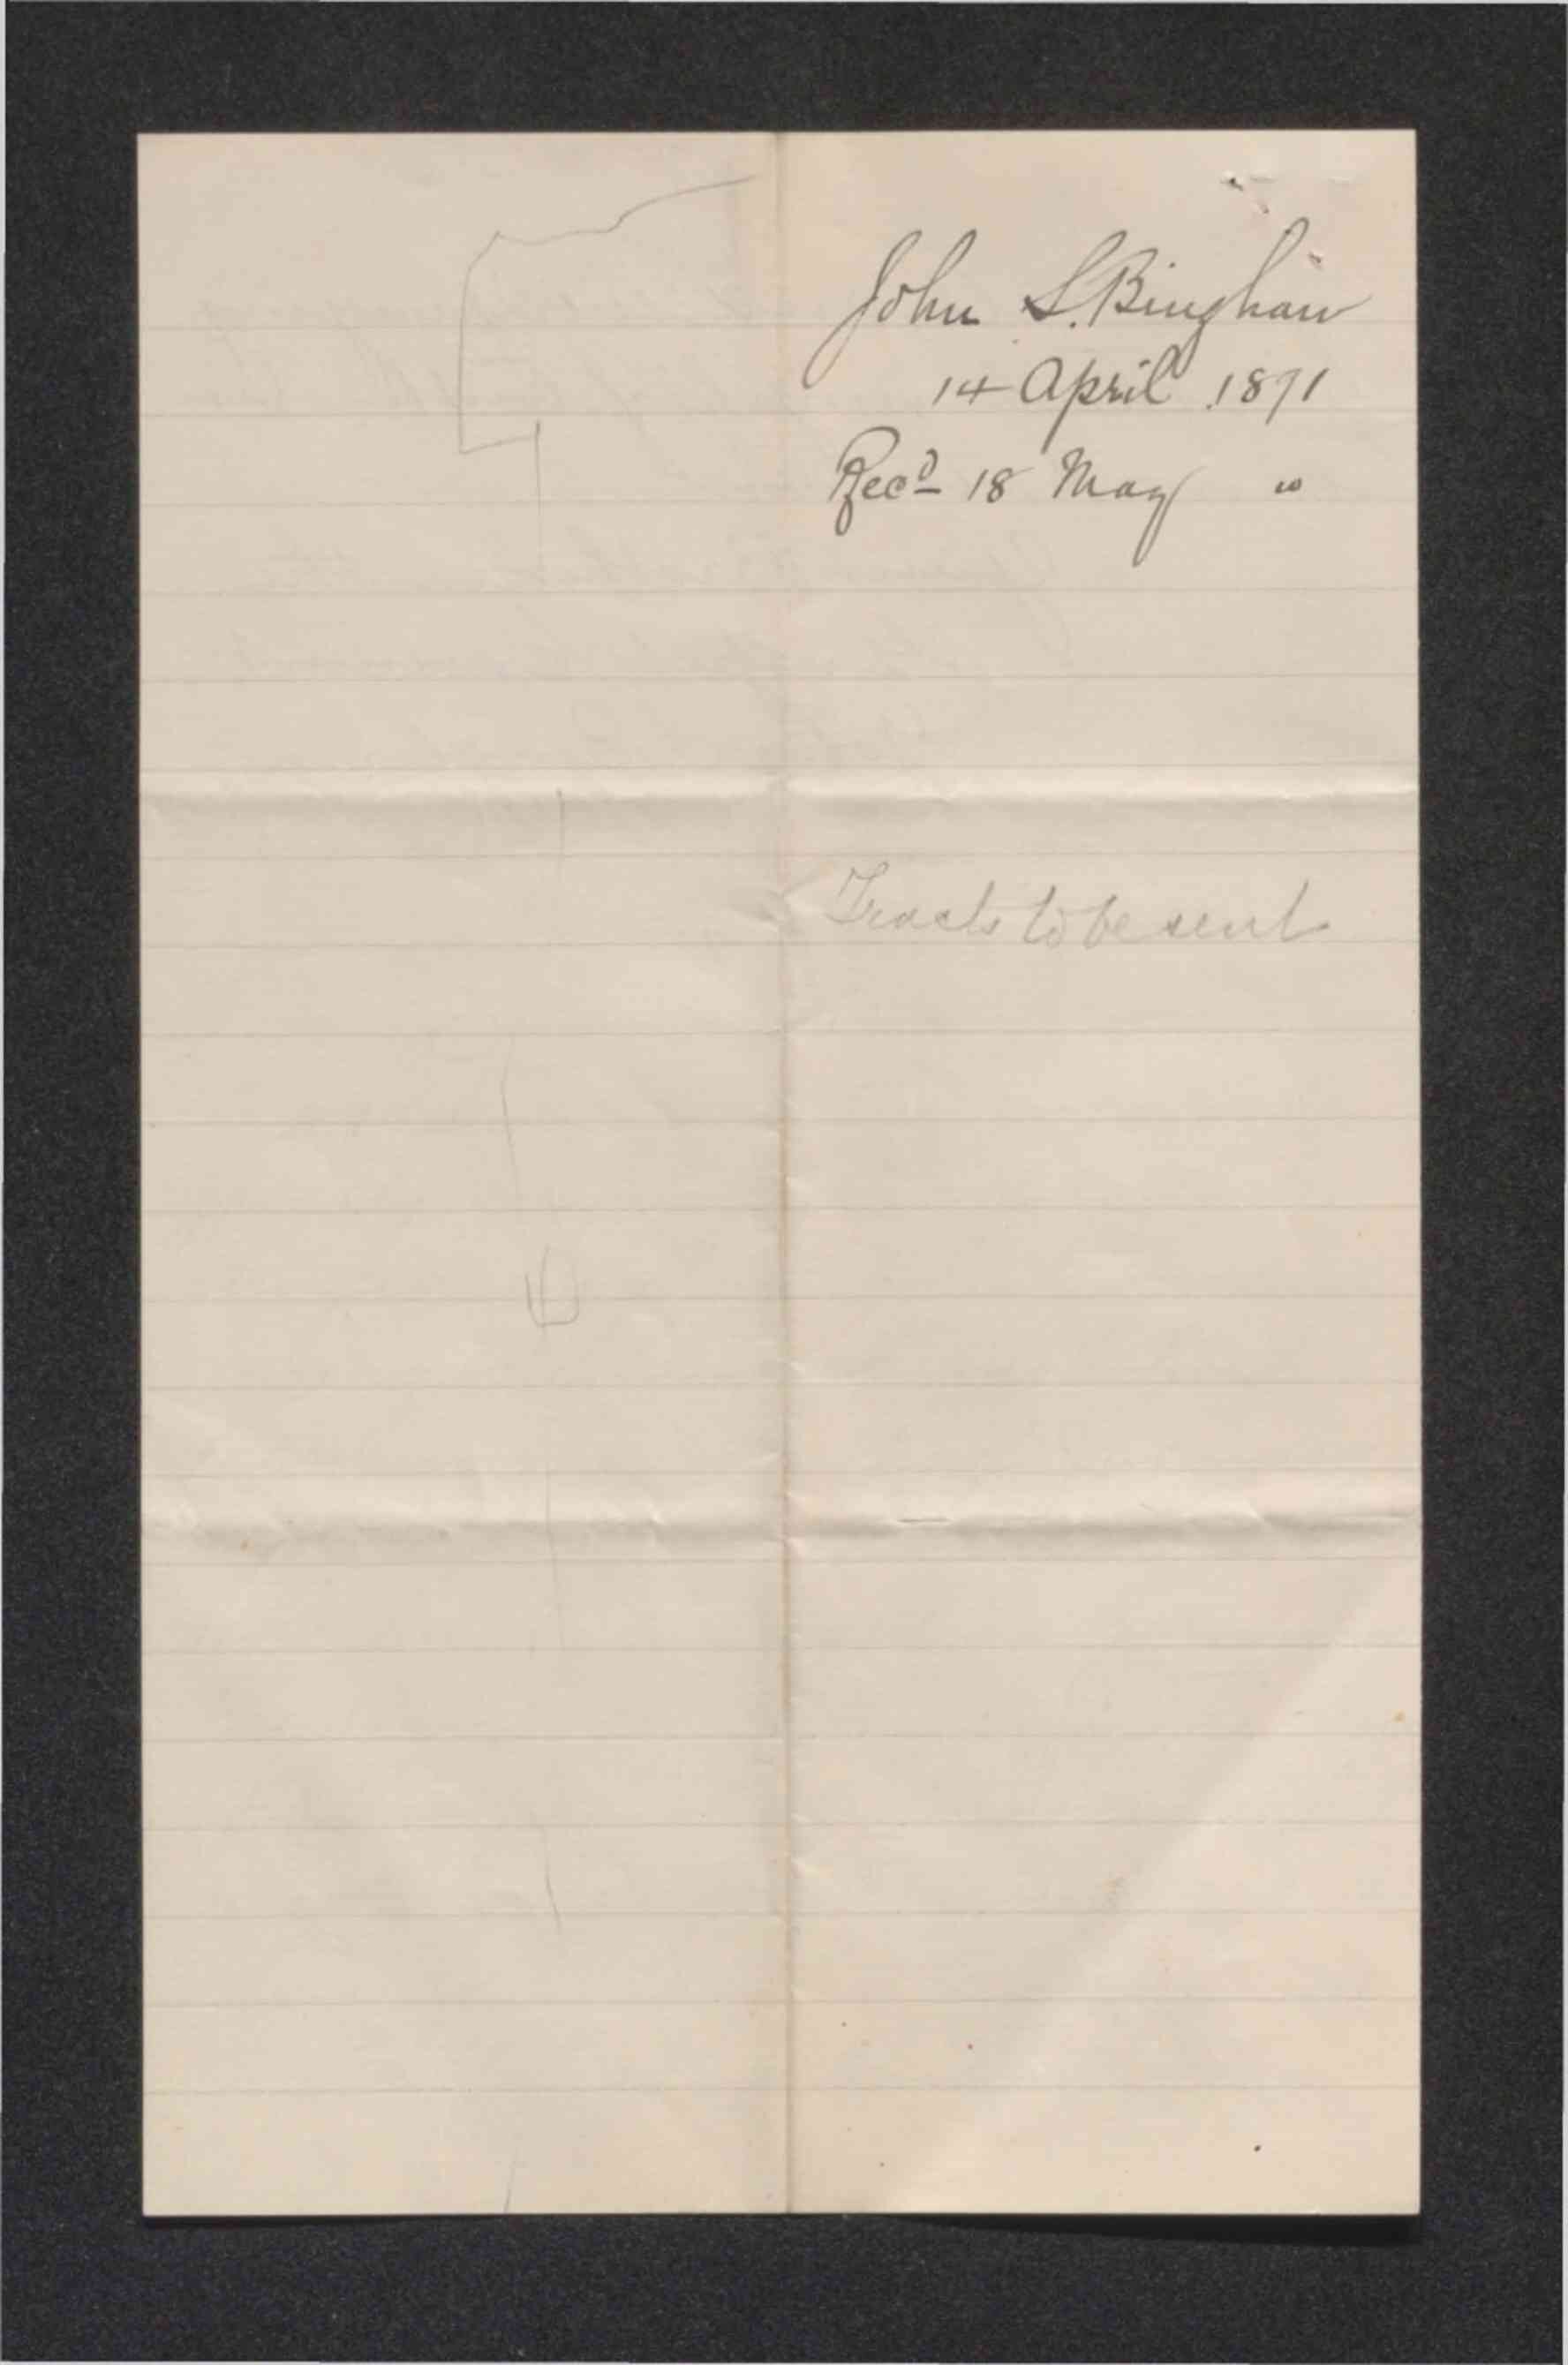 John S. Bingham
14 April 1871
Recd 18 May "
Tracts to be sent